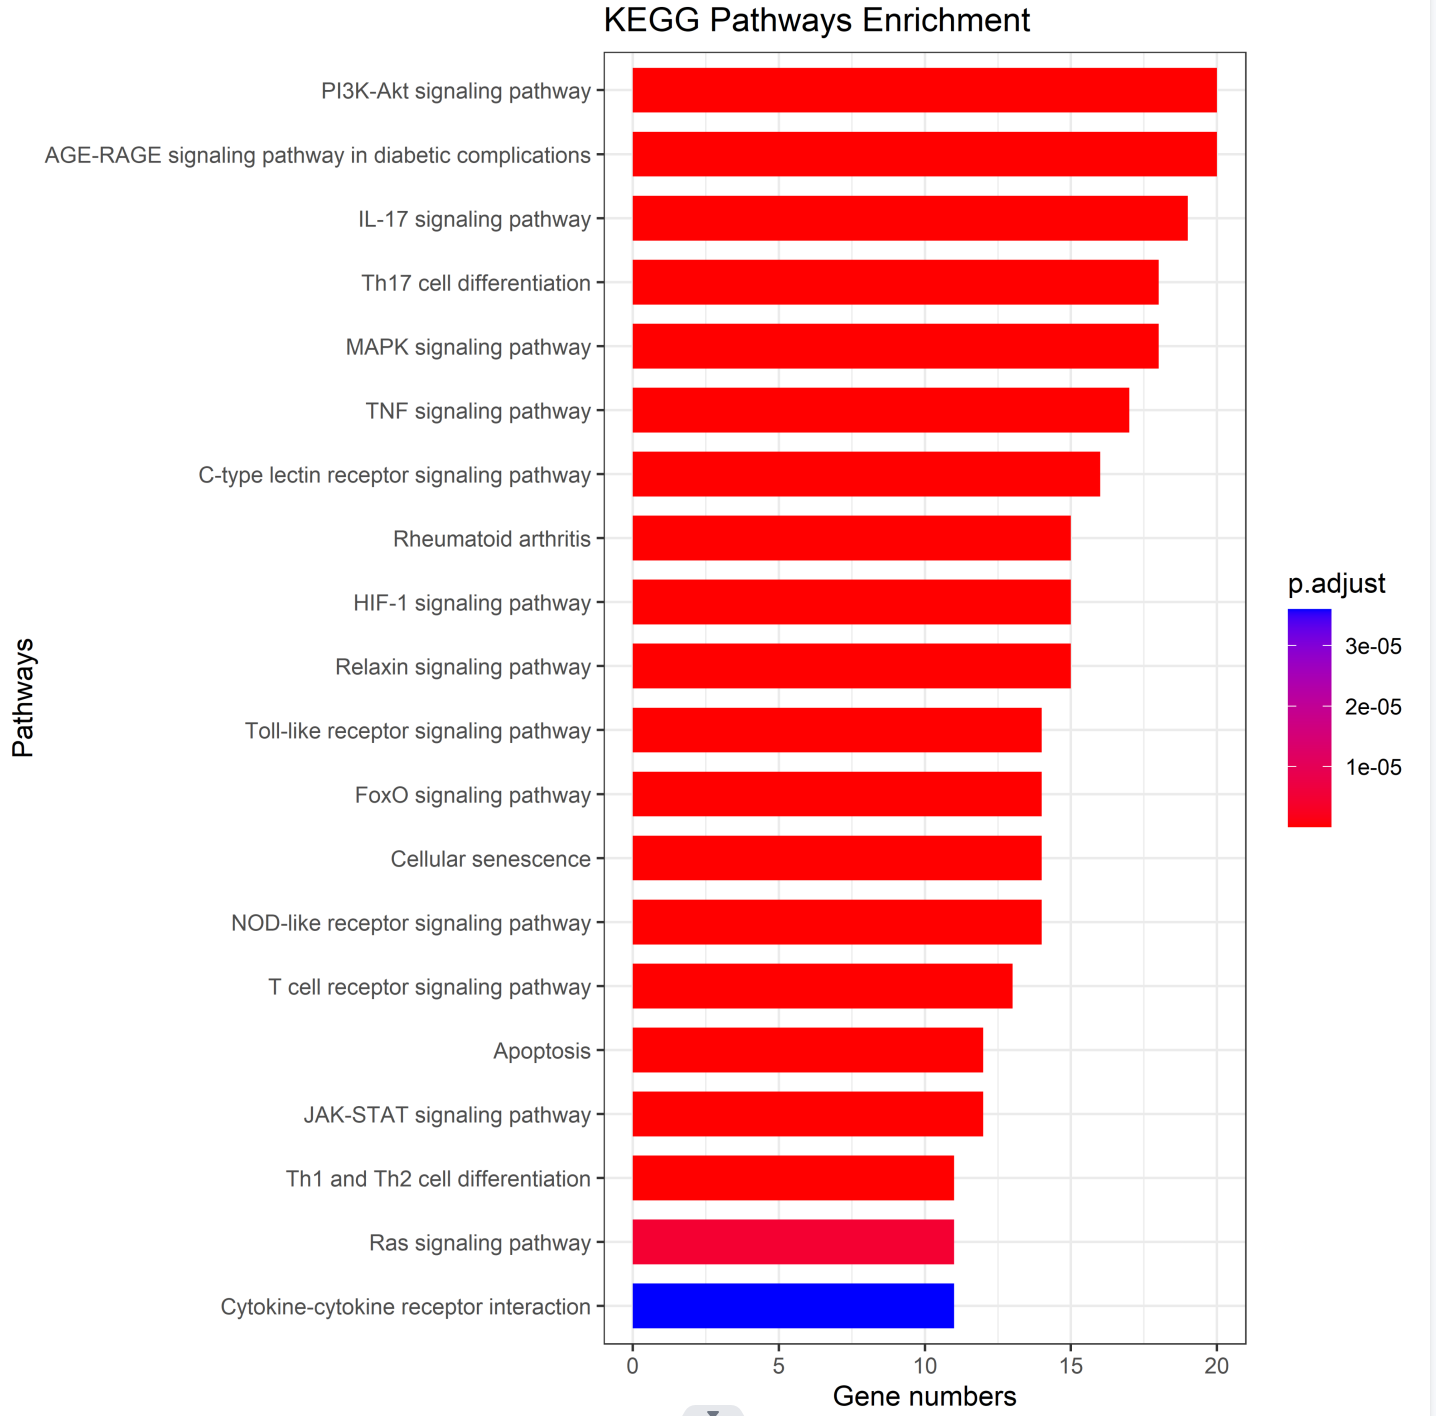 KEGG Pathways Enrichment
PI3K-Akt signaling pathway
AGE-RAGE signaling pathway in diabetic complications
IL-17 signaling pathway
Th17 cell differentiation
MAPK signaling pathway
TNF signaling pathway
C-type lectin receptor signaling pathway
Rheumatoid arthritis
HIF-1 signaling pathway
Relaxin signaling pathway
Toll-like receptor signaling pathway
FoxO signaling pathway
Cellular senescence
NOD-like receptor signaling pathway
T cell receptor signaling pathway
Apoptosis
JAK-STAT signaling pathway
Th1 and Th2 cell differentiation
Ras signaling pathway
Cytokine-cytokine receptor interaction
Pathways
0 5 10 15 20
Gene numbers
p.adjust
3e-05
2e-05
1e-05